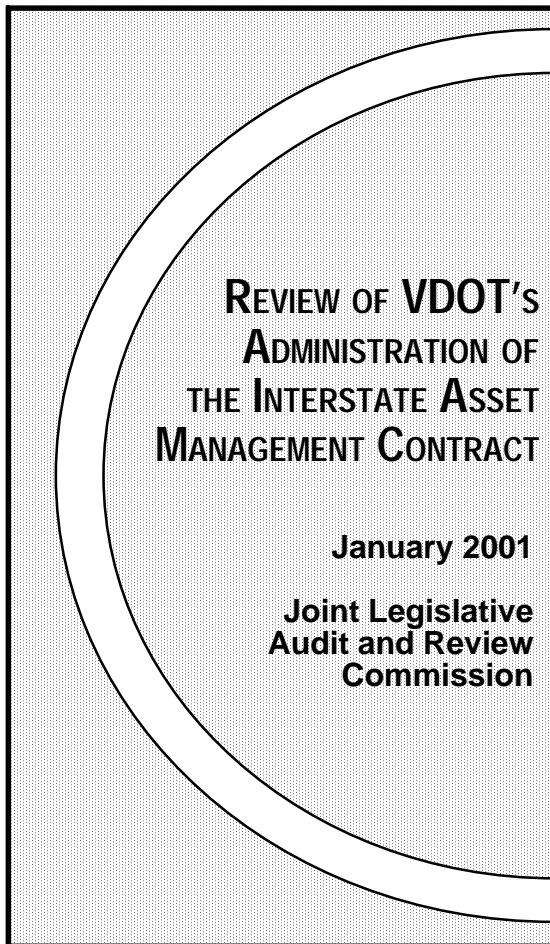 REVIEW OF VDOT's
ADMINISTRATION OF
THE INTERSTATE ASSET
MANAGEMENT CONTRACT
January 2001
Joint Legislative
Audit and Review
Commission